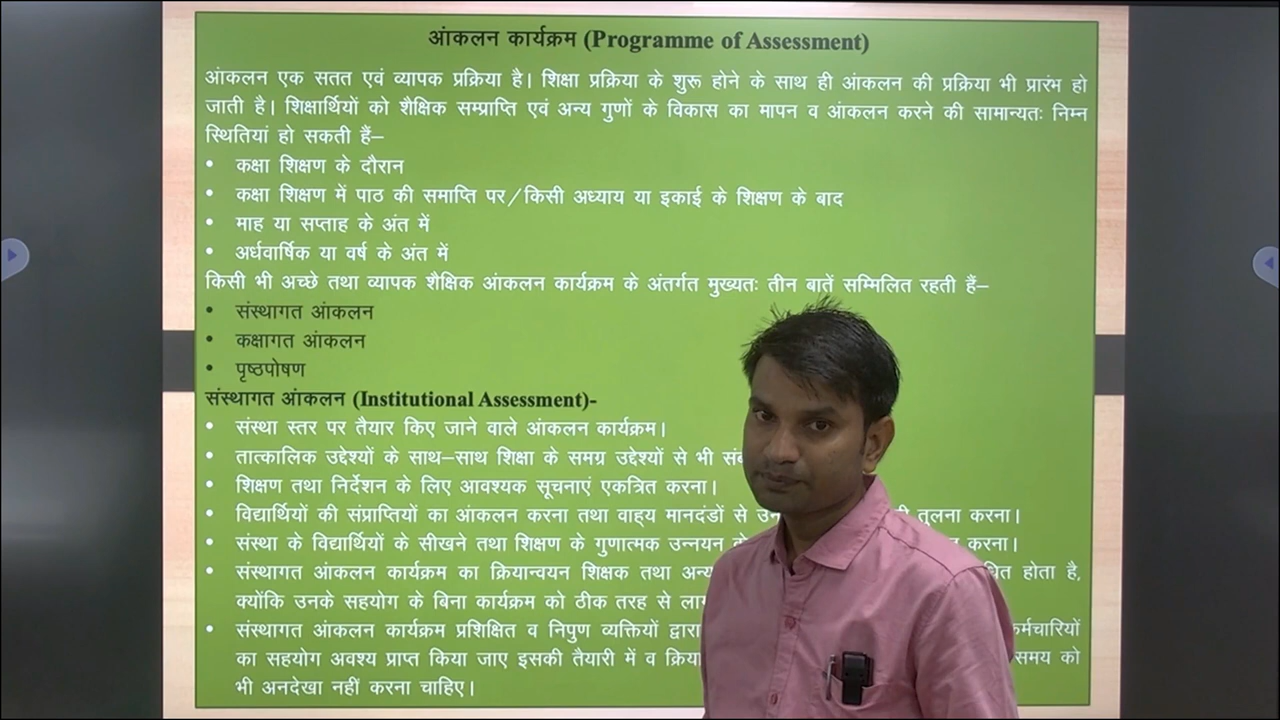 आंकलन कार्यक्रम (Programme of Assessment)
आंकलन एक सतत एवं व्यापक प्रक्रिया है। शिक्षा प्रक्रिया के शुरू होने के साथ ही आंकलन की प्रक्रिया भी प्रारंभ हो
जाती है। शिक्षार्थियों को शैक्षिक सम्प्राप्ति एवं अन्य गुणों के विकास का मापन व आंकलन करने की सामान्यतः निम्न
स्थितियां हो सकती हैं–
• कक्षा शिक्षण के दौरान
• कक्षा शिक्षण में पाठ की समाप्ति पर/किसी अध्याय या इकाई के शिक्षण के बाद
• माह या सप्ताह के अंत में
• अर्धवार्षिक या वर्ष के अंत में
किसी भी अच्छे तथा व्यापक शैक्षिक आंकलन कार्यक्रम के अंतर्गत मुख्यतः तीन बातें सम्मिलित रहती हैं–
• संस्थागत आंकलन
• कक्षागत आंकलन
• पृष्ठपोषण
संस्थागत आंकलन (Institutional Assessment)-
• संस्था स्तर पर तैयार किए जाने वाले आंकलन कार्यक्रम।
• तात्कालिक उद्देश्यों के साथ–साथ शिक्षा के समग्र उद्देश्यों से भी
• शिक्षण तथा निर्देशन के लिए आवश्यक सूचनाएं एकत्रित करना।
• विद्यार्थियों की संप्राप्तियों का आंकलन करना तथा वाह्य मानदंडों से तुलना करना।
• संस्था के विद्यार्थियों के सीखने तथा शिक्षण के गुणात्मक उन्नयन करना।
• संस्थागत आंकलन कार्यक्रम का क्रियान्वयन शिक्षक तथा अन्य होता है,
क्योंकि उनके सहयोग के बिना कार्यक्रम को ठीक तरह से
• संस्थागत आंकलन कार्यक्रम प्रशिक्षित व निपुण व्यक्तियों द्वारा कर्मचारियों
का सहयोग अवश्य प्राप्त किया जाए इसकी तैयारी में व समय को
भी अनदेखा नहीं करना चाहिए।